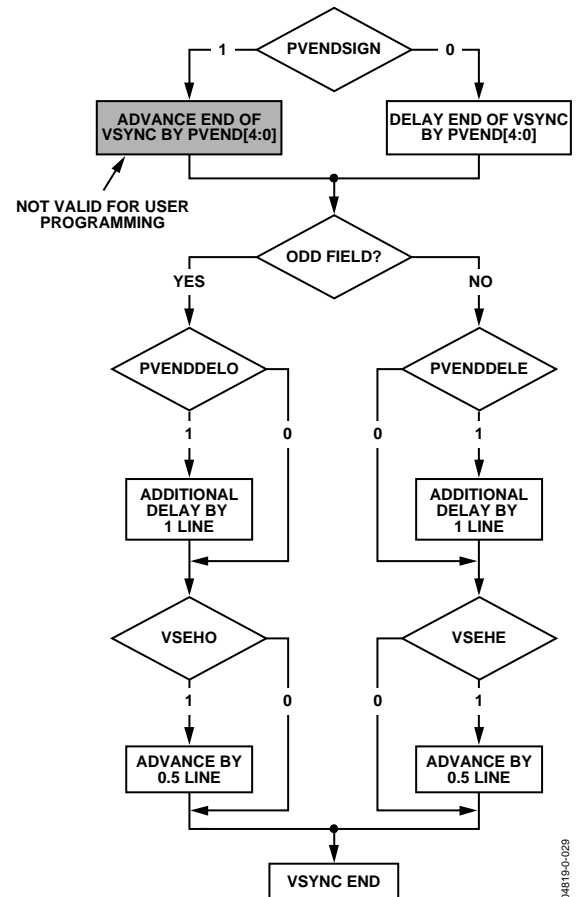 PVENDSIGN
1
0
ADVANCE END OF
VSYNC BY PVEND[4:0]
DELAY END OF VSYNC
BY PVEND[4:0]
NOT VALID FOR USER
PROGRAMMING
ODD FIELD?
YES
NO
PVENDDELO
PVENDDELE
1
0
0
1
ADDITIONAL
DELAY BY
1 LINE
ADDITIONAL
DELAY BY
1 LINE
VSEHO
VSEHE
1
0
0
1
ADVANCE BY
0.5 LINE
ADVANCE BY
0.5 LINE
VSYNC END
04819-0-029